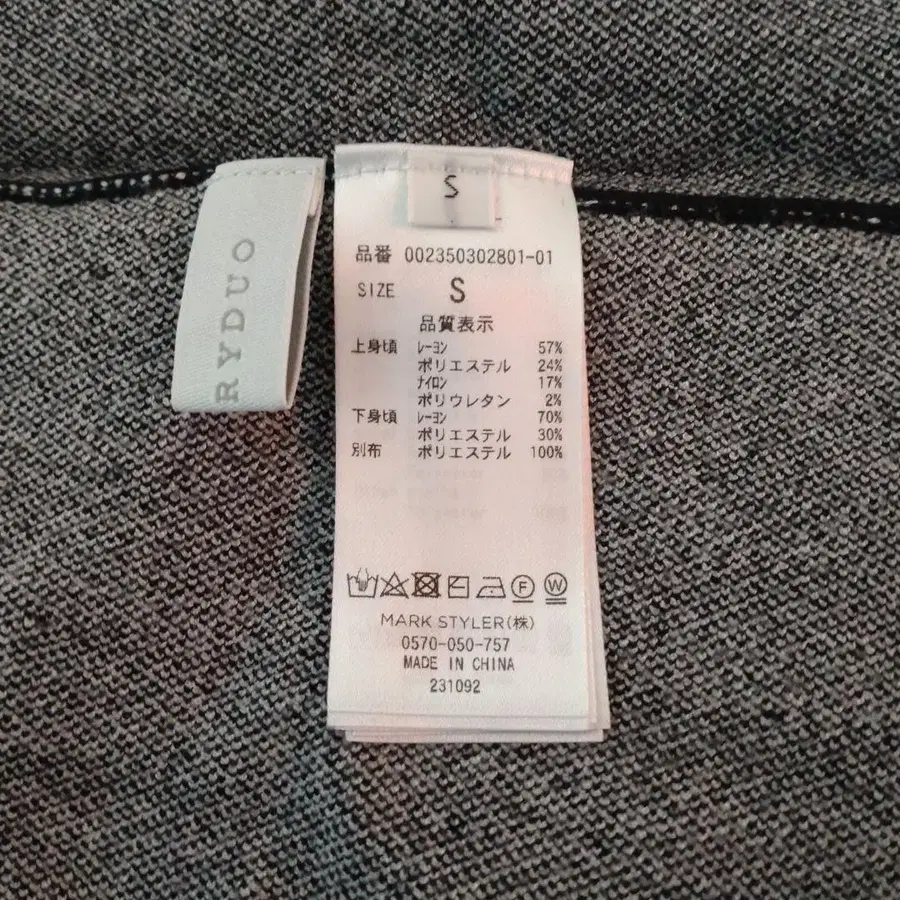 RYDUO
S
品番 002350302801-01
SIZE S
品質表示
上身頃 ﾚｰﾖﾝ 57%
ポリエステル 24%
ﾅｲﾛﾝ 17%
ポリウレタン 2%
下身頃 ﾚｰﾖﾝ 70%
ポリエステル 30%
別布 ポリエステル 100%
F W
MARK STYLER(株)
0570-050-757
MADE IN CHINA
231092